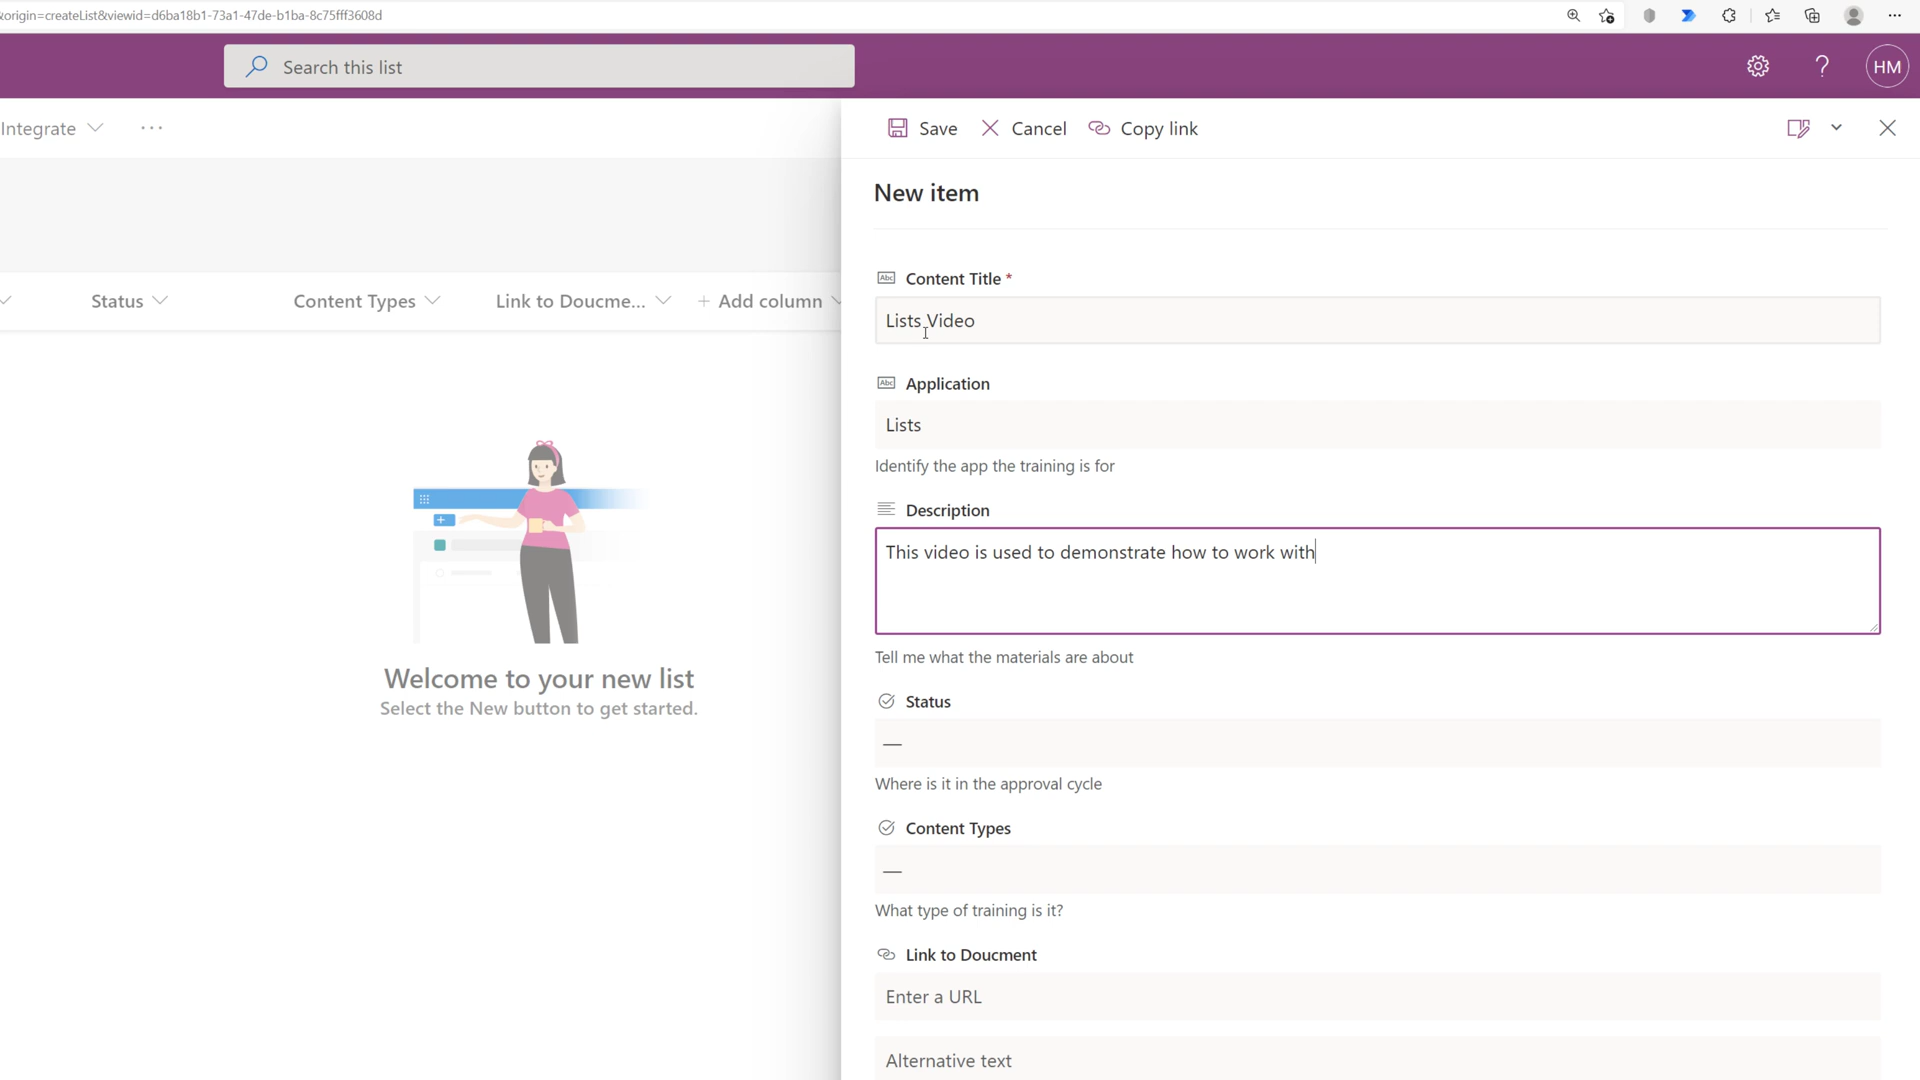 &origin=createList&viewid=d6ba18b1-73a1-47de-b1ba-8c75fff3608d
Search this list
HM
Integrate
Save
Cancel
Copy link
New item
Status
Content Types
Link to Doucme...
+ Add column
Abc Content Title *
Lists Video
Abc Application
Lists
Identify the app the training is for
Description
This video is used to demonstrate how to work with
Tell me what the materials are about
Status
—
Where is it in the approval cycle
Content Types
—
What type of training is it?
Link to Doucment
Enter a URL
Alternative text
Welcome to your new list
Select the New button to get started.